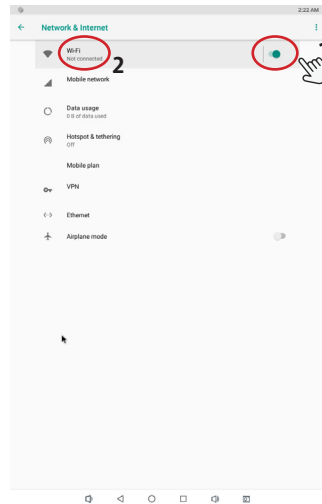 2:22 AM
Network & Internet
Wi-Fi
Not connected
2
Mobile network
Data usage
0 B of data used
Hotspot & tethering
Off
Mobile plan
VPN
Ethernet
Airplane mode